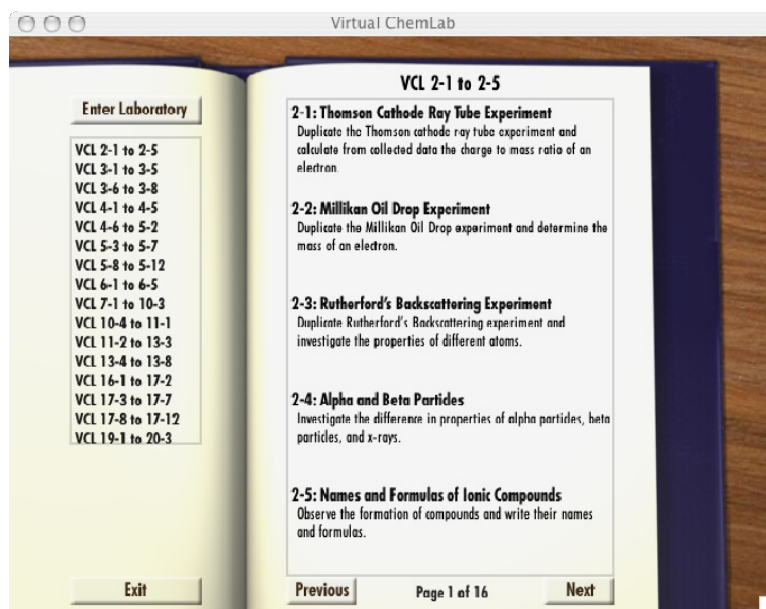 Virtual ChemLab
Enter Laboratory
VCL 2-1 to 2-5
VCL 3-1 to 3-5
VCL 3-6 to 3-8
VCL 4-1 to 4-5
VCL 4-6 to 5-2
VCL 5-3 to 5-7
VCL 5-8 to 5-12
VCL 6-1 to 6-5
VCL 7-1 to 10-3
VCL 10-4 to 11-1
VCL 11-2 to 13-3
VCL 13-4 to 13-8
VCL 16-1 to 17-2
VCL 17-3 to 17-7
VCL 17-8 to 17-12
VCL 19-1 to 20-3
Exit
VCL 2-1 to 2-5
2-1: Thomson Cathode Ray Tube Experiment
Duplicate the Thomson cathode ray tube experiment and
calculate from collected data the charge to mass ratio of an
electron.
2-2: Millikan Oil Drop Experiment
Duplicate the Millikan Oil Drop experiment and determine the
mass of an electron.
2-3: Rutherford's Backscattering Experiment
Duplicate Rutherford's Backscattering experiment and
investigate the properties of different atoms.
2-4: Alpha and Beta Particles
Investigate the difference in properties of alpha particles, beta
particles, and x-rays.
2-5: Names and Formulas of Ionic Compounds
Observe the formation of compounds and write their names
and formulas.
Previous
Page 1 of 16
Next